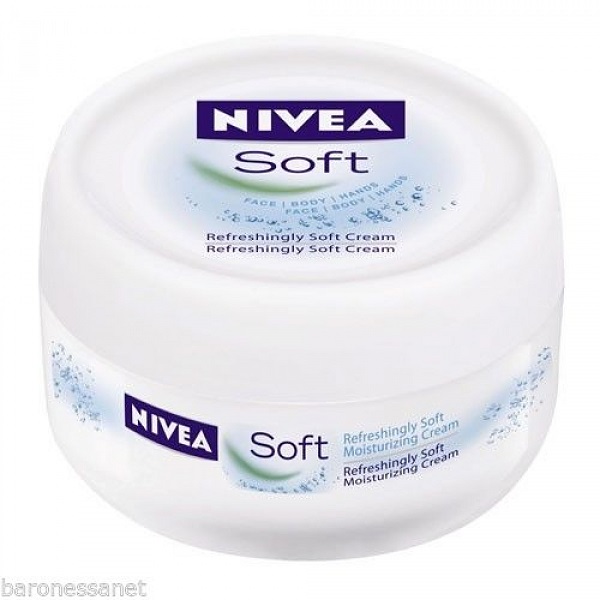 NIVEA
Soft
FACE | BODY | HANDS
FACE | BODY | HANDS
Refreshingly Soft Cream
Refreshingly Soft Cream
NIVEA
Soft
Refreshingly Soft
Moisturizing Cream
Refreshingly Soft
Moisturizing Cream
baronessanet